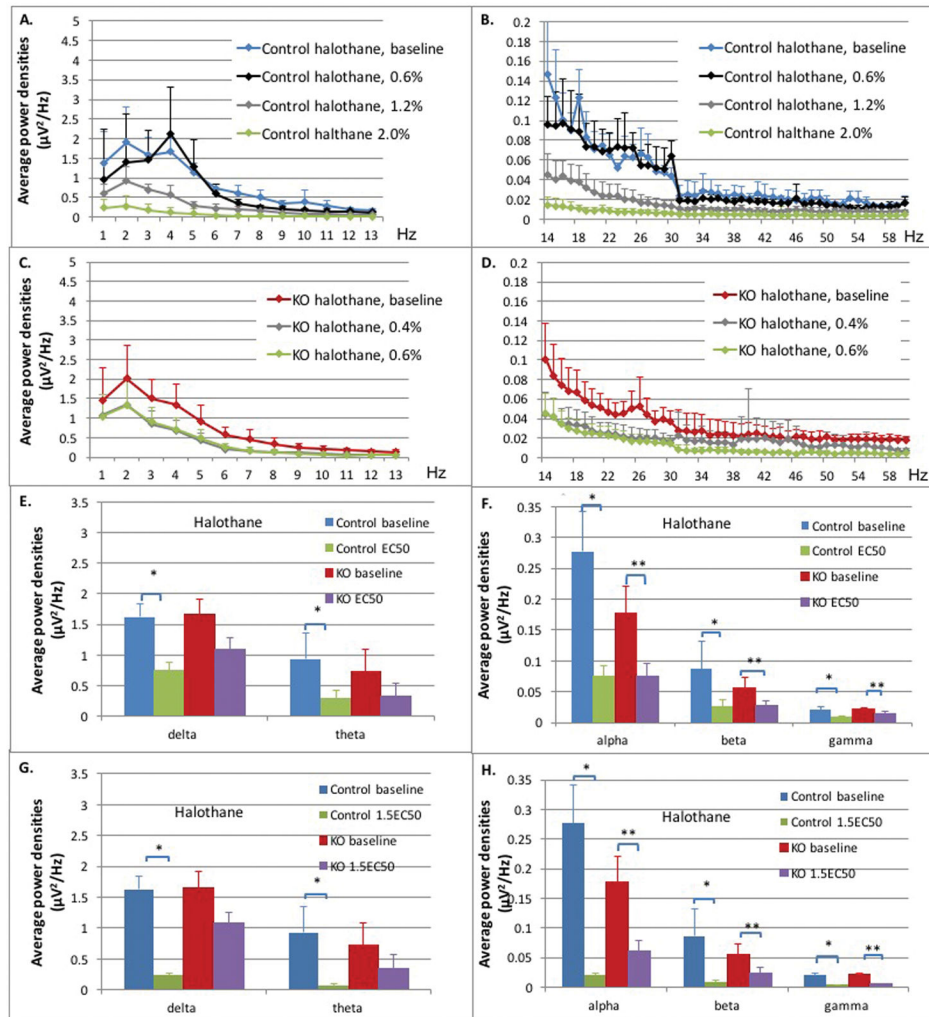 A.
Average power densities
(µV²/Hz)
5
4.5
4
3.5
3
2.5
2
1.5
1
0.5
0
Control halothane, baseline
Control halothane, 0.6%
Control halothane, 1.2%
Control halthane 2.0%
1 2 3 4 5 6 7 8 9 10 11 12 13 Hz
B.
0.2
0.18
0.16
0.14
0.12
0.1
0.08
0.06
0.04
0.02
0
Control halothane, baseline
Control halothane, 0.6%
Control halothane, 1.2%
Control halothane 2.0%
14 18 22 26 30 34 38 42 46 50 54 58 Hz
C.
Average power densities
(µV²/Hz)
5
4.5
4
3.5
3
2.5
2
1.5
1
0.5
0
KO halothane, baseline
KO halothane, 0.4%
KO halothane, 0.6%
1 2 3 4 5 6 7 8 9 10 11 12 13 Hz
D.
0.2
0.18
0.16
0.14
0.12
0.1
0.08
0.06
0.04
0.02
0
KO halothane, baseline
KO halothane, 0.4%
KO halothane, 0.6%
14 18 22 26 30 34 38 42 46 50 54 58 Hz
E.
Average power densities
(µV²/Hz)
3.5
3
2.5
2
1.5
1
0.5
0
Halothane
Control baseline
Control EC50
KO baseline
KO EC50
* *
delta theta
F.
Average power densities
(µV²/Hz)
0.35
0.3
0.25
0.2
0.15
0.1
0.05
0
Halothane
Control baseline
Control EC50
KO baseline
KO EC50
* ** * ** * **
alpha beta gamma
G.
Average power densities
(µV²/Hz)
3.5
3
2.5
2
1.5
1
0.5
0
Halothane
Control baseline
Control 1.5EC50
KO baseline
KO 1.5EC50
* *
delta theta
H.
Average power densities
(µV²/Hz)
0.35
0.3
0.25
0.2
0.15
0.1
0.05
0
Halothane
Control baseline
Control 1.5EC50
KO baseline
KO 1.5EC50
* ** * ** * **
alpha beta gamma